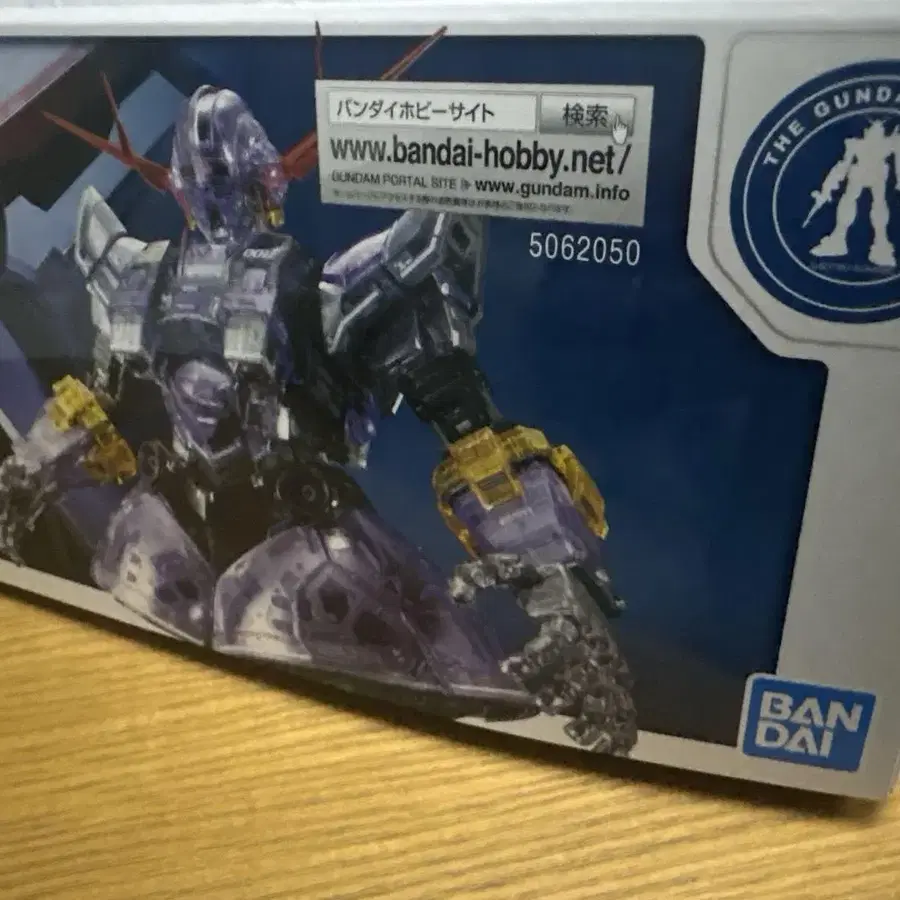 バンダイホビーサイト 検索
www.bandai-hobby.net/
GUNDAM PORTAL SITE www.gundam.info
5062050
THE GUNDA
BAN
DAI